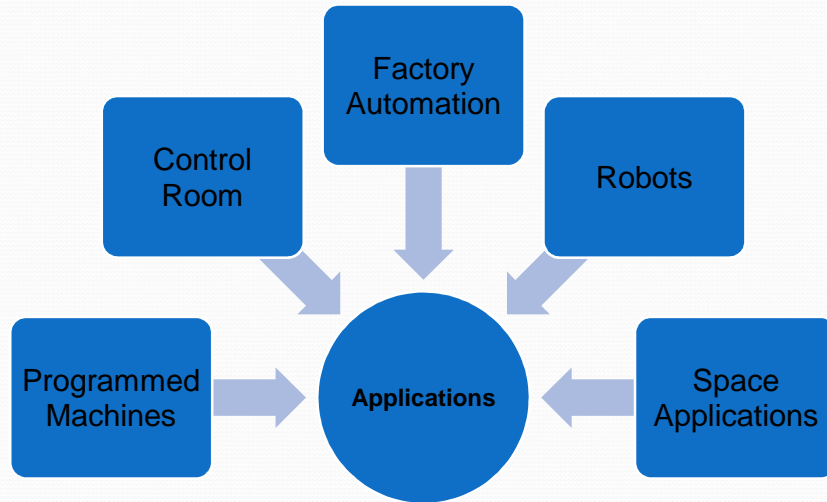 Factory
Automation
Control
Room
Robots
Programmed
Machines
Applications
Space
Applications